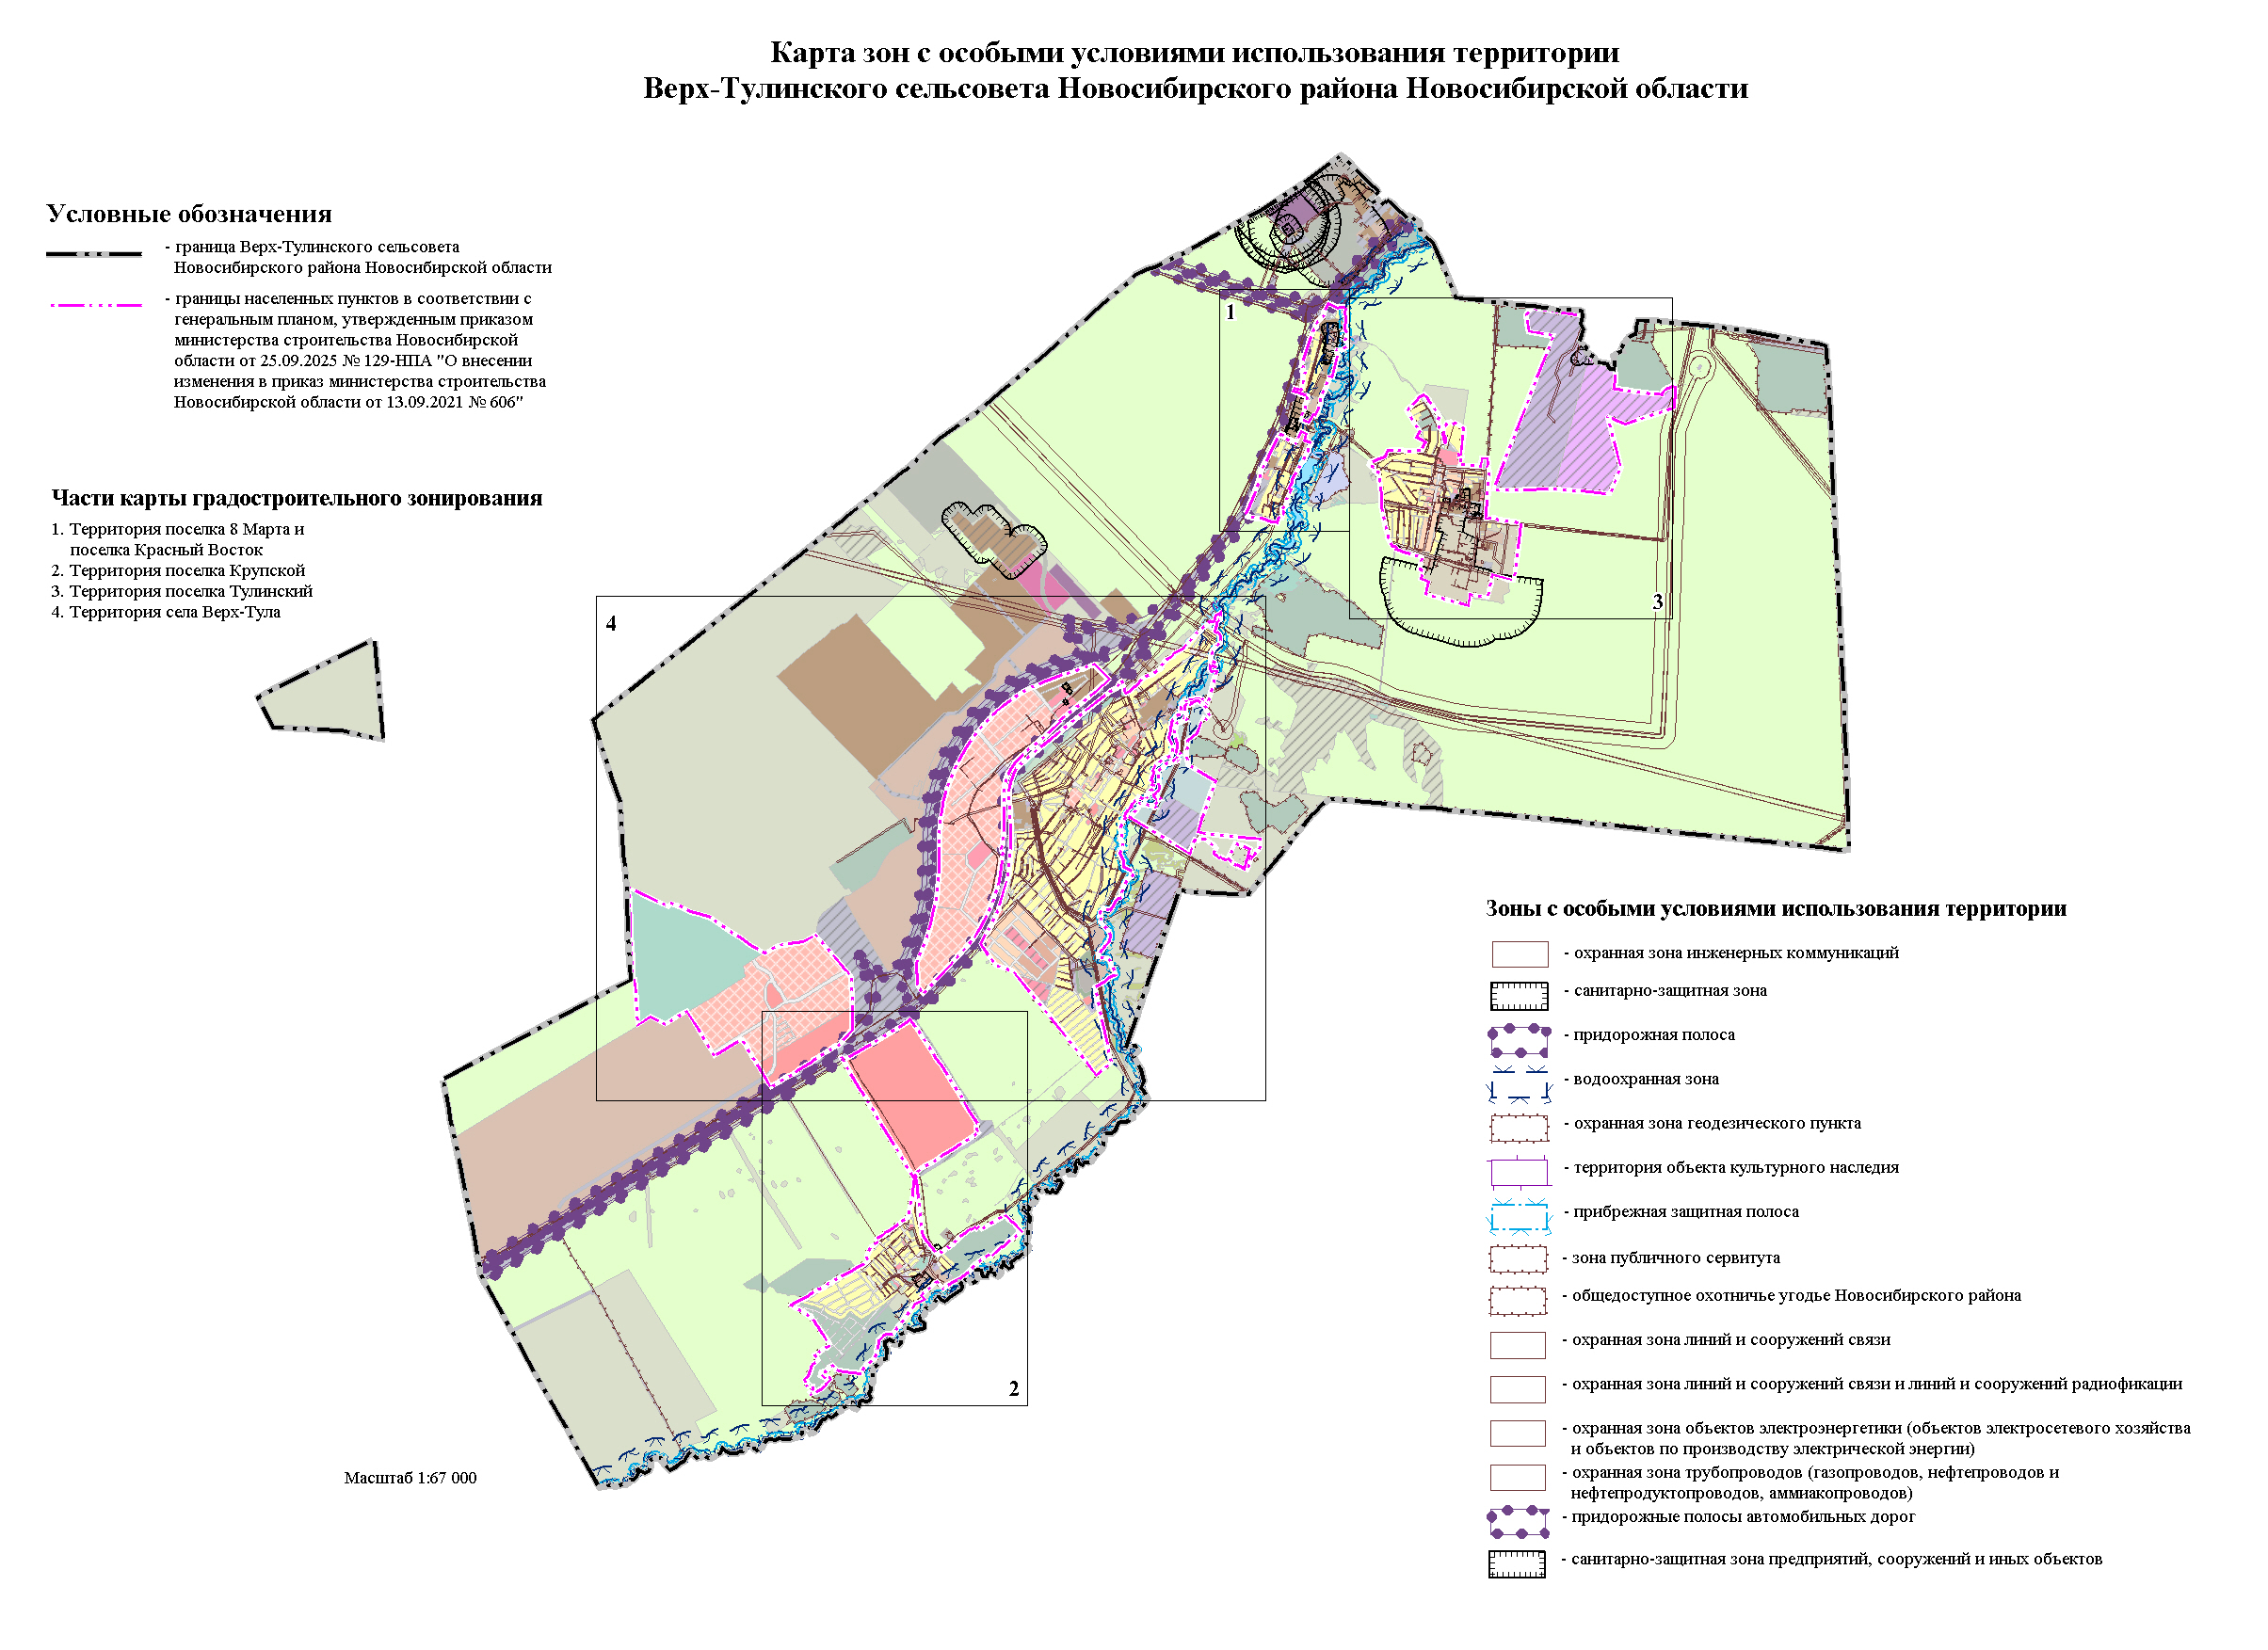 Карта зон с особыми условиями использования территории
Верх-Тулинского сельсовета Новосибирского района Новосибирской области
Условные обозначения
- граница Верх-Тулинского сельсовета
Новосибирского района Новосибирской области
- границы населенных пунктов в соответствии с
генеральным планом, утвержденным приказом
министерства строительства Новосибирской
области от 25.09.2025 № 129-НПА "О внесении
изменения в приказ министерства строительства
Новосибирской области от 13.09.2021 № 606"
Части карты градостроительного зонирования
1. Территория поселка 8 Марта и
поселка Красный Восток
2. Территория поселка Крупской
3. Территория поселка Тулинский
4. Территория села Верх-Тула
1
3
4
2
Масштаб 1:67 000
Зоны с особыми условиями использования территории
- охранная зона инженерных коммуникаций
- санитарно-защитная зона
- придорожная полоса
- водоохранная зона
- охранная зона геодезического пункта
- территория объекта культурного наследия
- прибрежная защитная полоса
- зона публичного сервитута
- общедоступное охотничье угодье Новосибирского района
- охранная зона линий и сооружений связи
- охранная зона линий и сооружений связи и линий и сооружений радиофикации
- охранная зона объектов электроэнергетики (объектов электросетевого хозяйства
и объектов по производству электрической энергии)
- охранная зона трубопроводов (газопроводов, нефтепроводов и
нефтепродуктопроводов, аммиакопроводов)
- придорожные полосы автомобильных дорог
- санитарно-защитная зона предприятий, сооружений и иных объектов